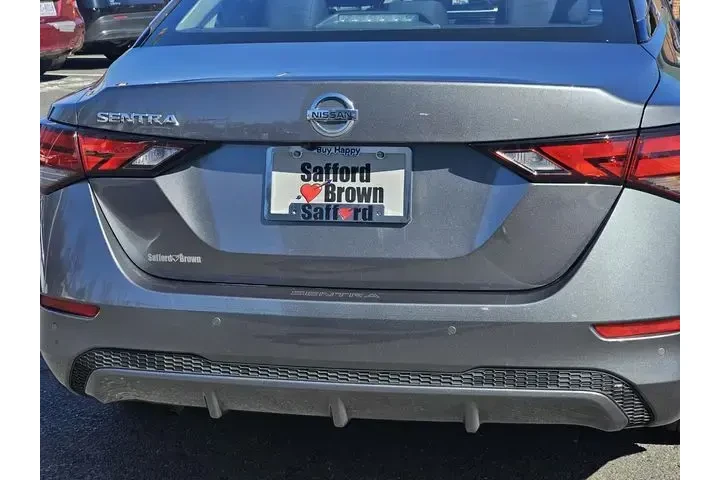 SENTRA
NISSAN
Buy Happy
Safford
Brown
Safford
Safford Brown
SENTRA